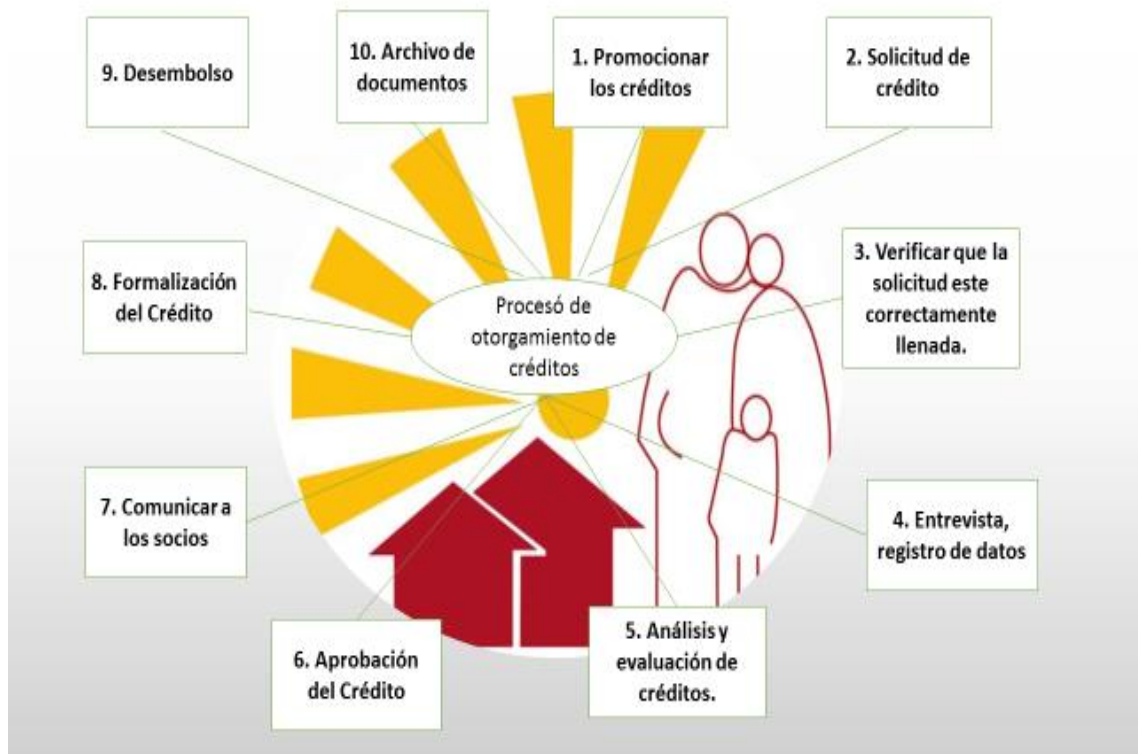 9. Desembolso
10. Archivo de
documentos
1. Promocionar
los créditos
2. Solicitud de
crédito
3. Verificar que la
solicitud este
correctamente
llenada.
4. Entrevista,
registro de datos
5. Análisis y
evaluación de
créditos.
6. Aprobación
del Crédito
7. Comunicar a
los socios
8. Formalización
del Crédito
Procesó de
otorgamiento de
créditos